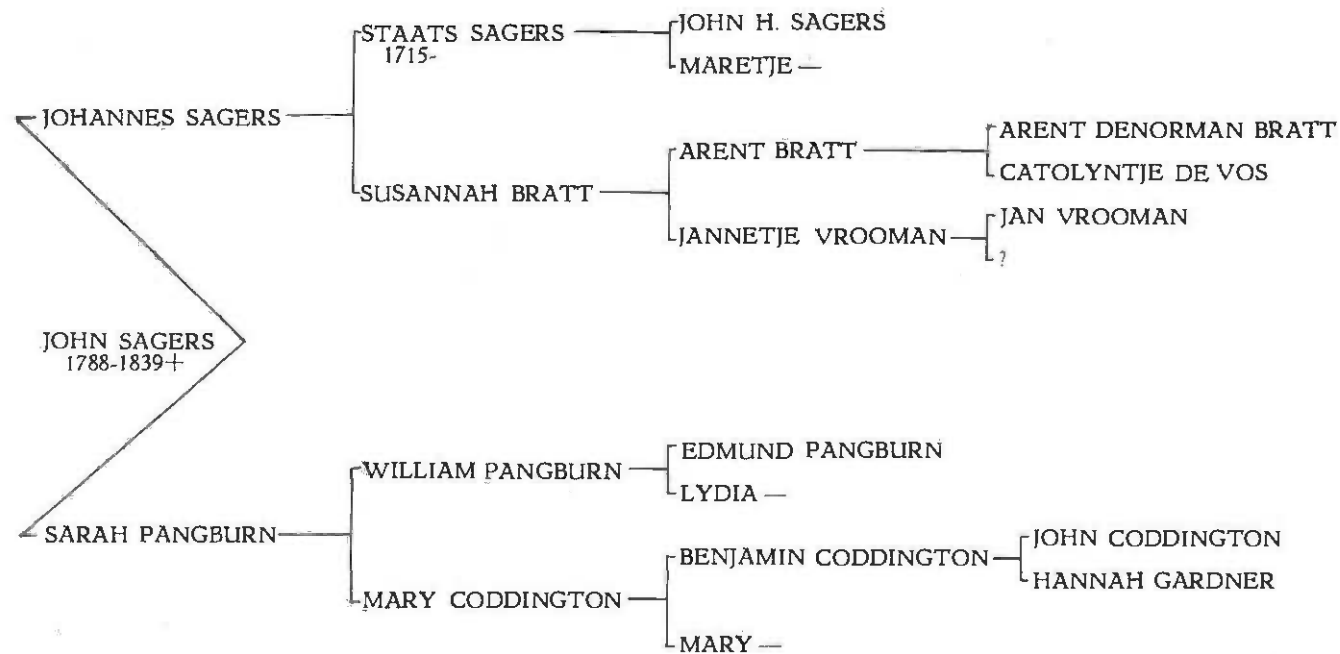 STAATS SAGERS
1715-
JOHN H. SAGERS
MARETJE —
JOHANNES SAGERS
ARENT DENORMAN BRATT
ARENT BRATT
CATOLYNTJE DE VOS
SUSANNAH BRATT
JAN VROOMAN
JANNETJE VROOMAN
?
JOHN SAGERS
1788-1839+
EDMUND PANGBURN
WILLIAM PANGBURN
LYDIA —
SARAH PANGBURN
JOHN CODDINGTON
BENJAMIN CODDINGTON
HANNAH GARDNER
MARY CODDINGTON
MARY —